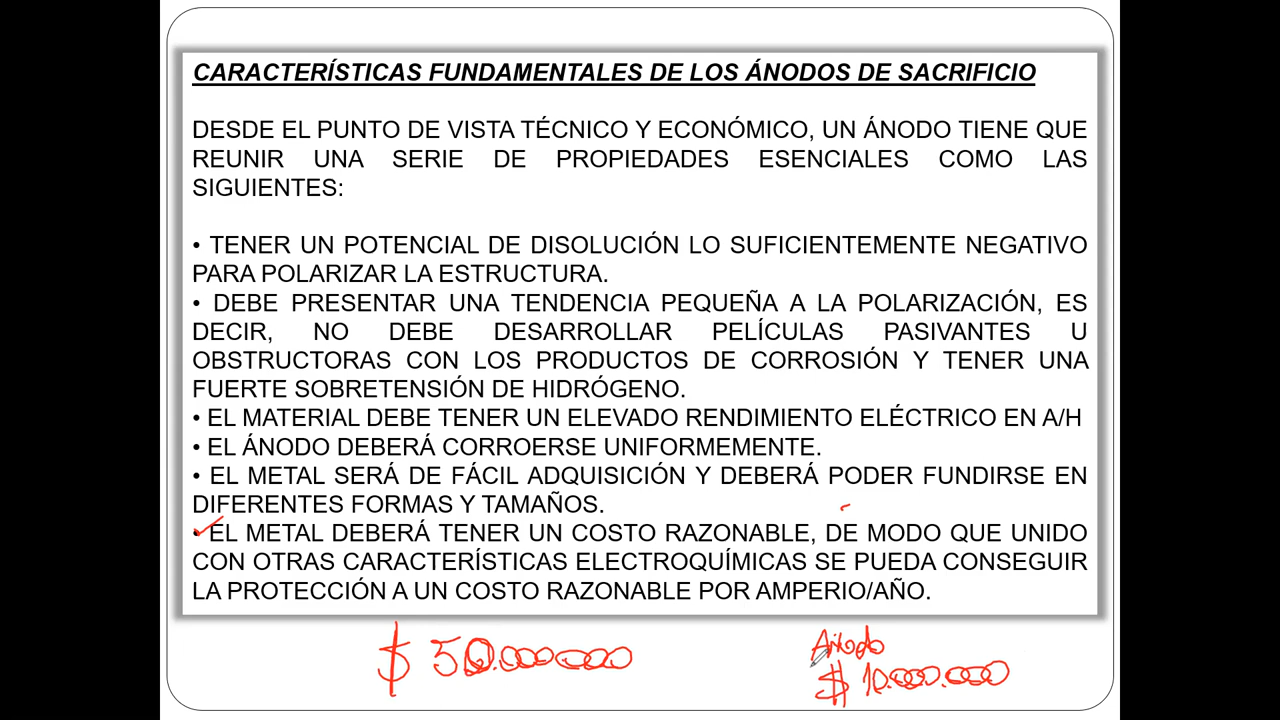 CARACTERÍSTICAS FUNDAMENTALES DE LOS ÁNODOS DE SACRIFICIO
DESDE EL PUNTO DE VISTA TÉCNICO Y ECONÓMICO, UN ÁNODO TIENE QUE
REUNIR UNA SERIE DE PROPIEDADES ESENCIALES COMO LAS
SIGUIENTES:
• TENER UN POTENCIAL DE DISOLUCIÓN LO SUFICIENTEMENTE NEGATIVO
PARA POLARIZAR LA ESTRUCTURA.
• DEBE PRESENTAR UNA TENDENCIA PEQUEÑA A LA POLARIZACIÓN, ES
DECIR, NO DEBE DESARROLLAR PELÍCULAS PASIVANTES U
OBSTRUCTORAS CON LOS PRODUCTOS DE CORROSIÓN Y TENER UNA
FUERTE SOBRETENSIÓN DE HIDRÓGENO.
• EL MATERIAL DEBE TENER UN ELEVADO RENDIMIENTO ELÉCTRICO EN A/H
• EL ÁNODO DEBERÁ CORROERSE UNIFORMEMENTE.
• EL METAL SERÁ DE FÁCIL ADQUISICIÓN Y DEBERÁ PODER FUNDIRSE EN
DIFERENTES FORMAS Y TAMAÑOS.
• EL METAL DEBERÁ TENER UN COSTO RAZONABLE, DE MODO QUE UNIDO
CON OTRAS CARACTERÍSTICAS ELECTROQUÍMICAS SE PUEDA CONSEGUIR
LA PROTECCIÓN A UN COSTO RAZONABLE POR AMPERIO/AÑO.
Ánodo
$ 10.000.000